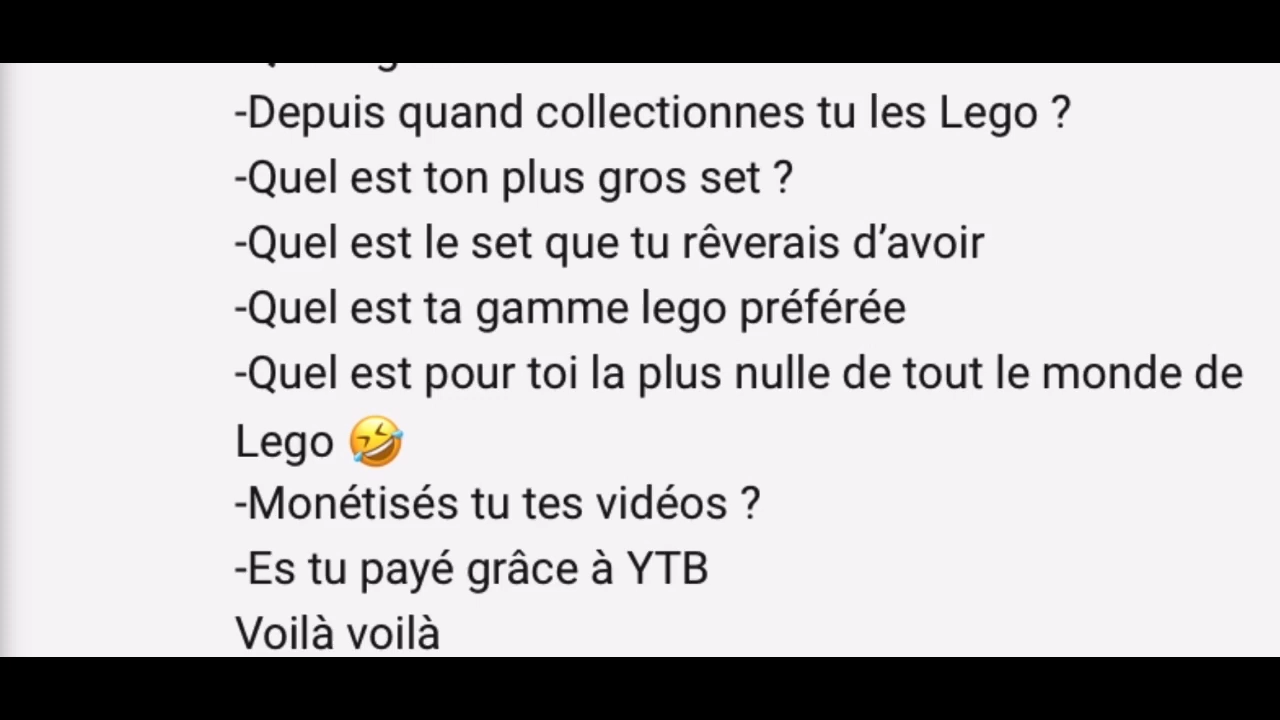 -Depuis quand collectionnes tu les Lego ?
-Quel est ton plus gros set ?
-Quel est le set que tu rêverais d’avoir
-Quel est ta gamme lego préférée
-Quel est pour toi la plus nulle de tout le monde de
Lego 🤣
-Monétisés tu tes vidéos ?
-Es tu payé grâce à YTB
Voilà voilà